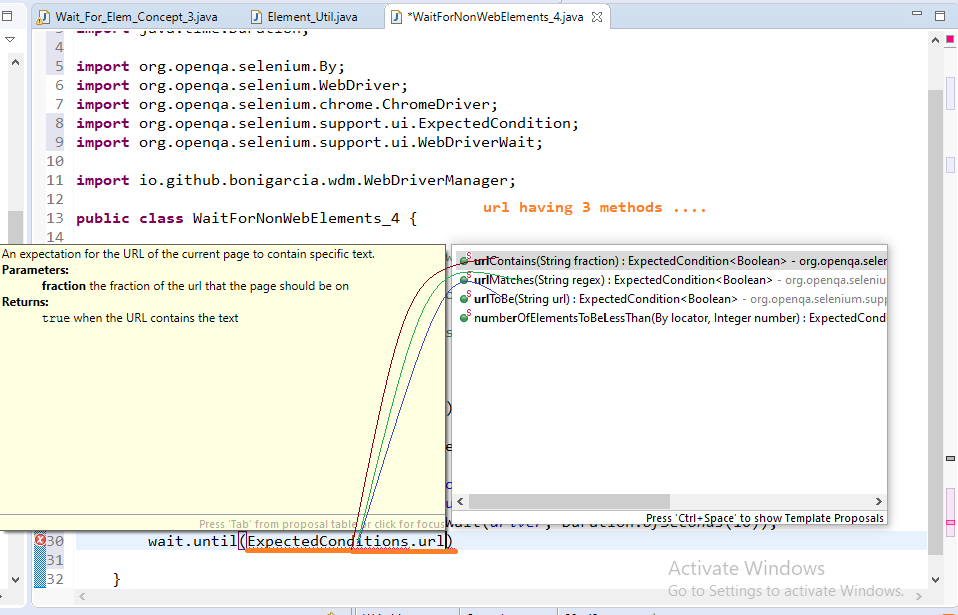 Wait_For_Elem_Concept_3.java
Element_Util.java
*WaitForNonWebElements_4.java
4
5 import org.openqa.selenium.By;
6 import org.openqa.selenium.WebDriver;
7 import org.openqa.selenium.chrome.ChromeDriver;
8 import org.openqa.selenium.support.ui.ExpectedCondition;
9 import org.openqa.selenium.support.ui.WebDriverWait;
10
11 import io.github.bonigarcia.wdm.WebDriverManager;
12
url having 3 methods ....
13 public class WaitForNonWebElements_4 {
14
An expectation for the URL of the current page to contain specific text.
Parameters:
fraction the fraction of the url that the page should be on
Returns:
true when the URL contains the text
Press 'Tab' from proposal table or click for focus
urlContains(String fraction) : ExpectedCondition<Boolean> - org.openqa.seler
urlMatches(String regex) : ExpectedCondition<Boolean> - org.openqa.selenium
urlToBe(String url) : ExpectedCondition<Boolean> - org.openqa.selenium.supp
numberOfElementsToBeLessThan(By locator, Integer number) : ExpectedCond
Press 'Ctrl+Space' to show Template Proposals
30 wait.until(ExpectedConditions.url)
31
32 }
Activate Windows
Go to Settings to activate Windows.